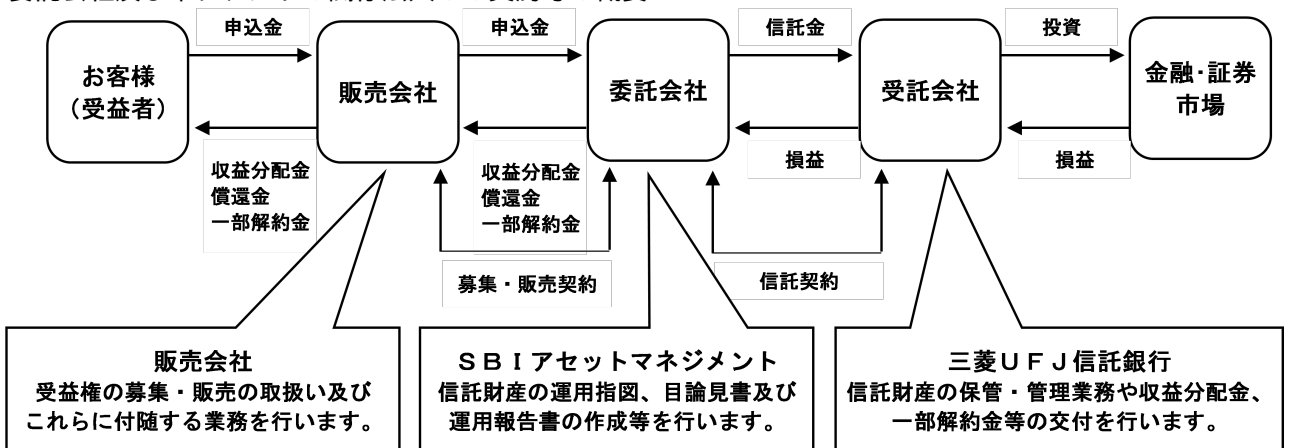 申込金
申込金
信託金
投資
お客様
（受益者）
販売会社
委託会社
受託会社
金融・証券
市場
収益分配金
償還金
一部解約金
収益分配金
償還金
一部解約金
損益
損益
募集・販売契約
信託契約
販売会社
受益権の募集・販売の取扱い及び
これらに付随する業務を行います。
ＳＢＩアセットマネジメント
信託財産の運用指図、目論見書及び
運用報告書の作成等を行います。
三菱ＵＦＪ信託銀行
信託財産の保管・管理業務や収益分配金、
一部解約金等の交付を行います。